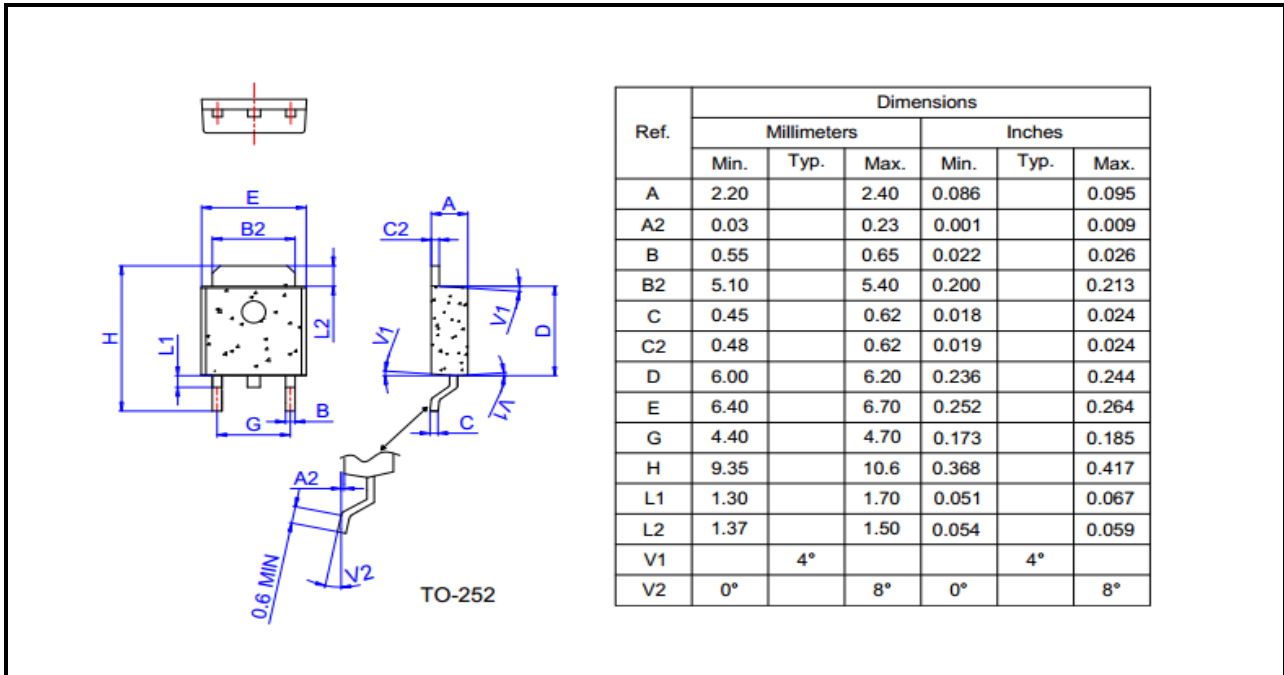 E
B2
A
C2
H
L1
L2
V1
V1
D
V1
G
B
C
A2
0.6 MIN
V2
TO-252
Dimensions
Ref. Millimeters Inches
Min. Typ. Max. Min. Typ. Max.
A 2.20 2.40 0.086 0.095
A2 0.03 0.23 0.001 0.009
B 0.55 0.65 0.022 0.026
B2 5.10 5.40 0.200 0.213
C 0.45 0.62 0.018 0.024
C2 0.48 0.62 0.019 0.024
D 6.00 6.20 0.236 0.244
E 6.40 6.70 0.252 0.264
G 4.40 4.70 0.173 0.185
H 9.35 10.6 0.368 0.417
L1 1.30 1.70 0.051 0.067
L2 1.37 1.50 0.054 0.059
V1 4° 4°
V2 0° 8° 0° 8°